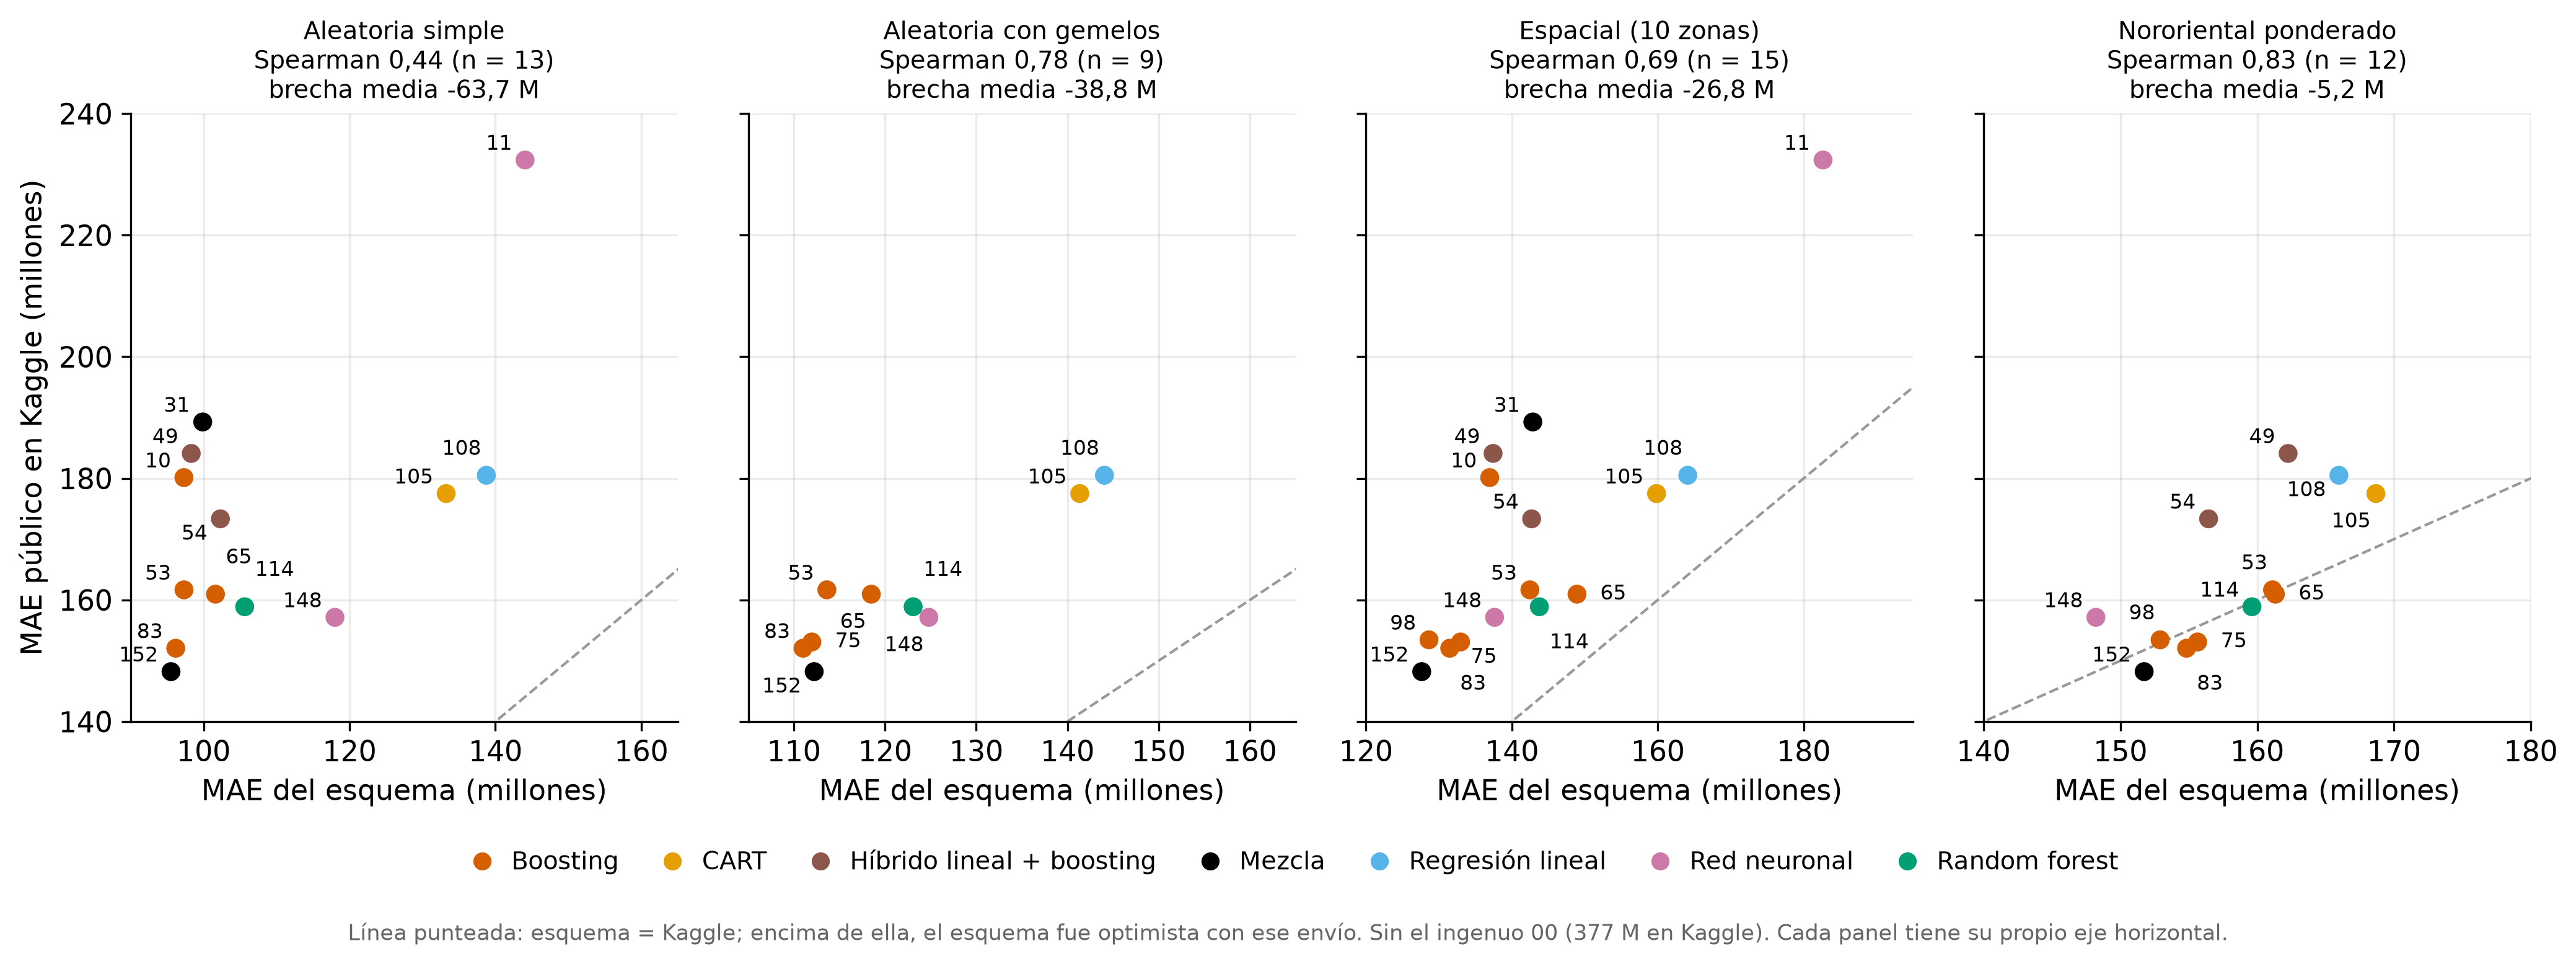 Aleatoria simple
Spearman 0,44 (n = 13)
brecha media -63,7 M
Aleatoria con gemelos
Spearman 0,78 (n = 9)
brecha media -38,8 M
Espacial (10 zonas)
Spearman 0,69 (n = 15)
brecha media -26,8 M
Nororiental ponderado
Spearman 0,83 (n = 12)
brecha media -5,2 M
MAE público en Kaggle (millones)
240
220
200
180
160
140
11
31
49
10
108
105
54
65
114
53
148
83
152
100
120
140
160
MAE del esquema (millones)
108
105
53
114
65
83
75
148
152
110
120
130
140
150
160
MAE del esquema (millones)
11
31
49
10
108
105
54
53
65
148
98
114
152
75
83
120
140
160
180
MAE del esquema (millones)
49
108
54
105
53
114
65
148
98
75
152
83
140
150
160
170
180
MAE del esquema (millones)
Boosting
CART
Híbrido lineal + boosting
Mezcla
Regresión lineal
Red neuronal
Random forest
Línea punteada: esquema = Kaggle; encima de ella, el esquema fue optimista con ese envío. Sin el ingenuo 00 (377 M en Kaggle). Cada panel tiene su propio eje horizontal.